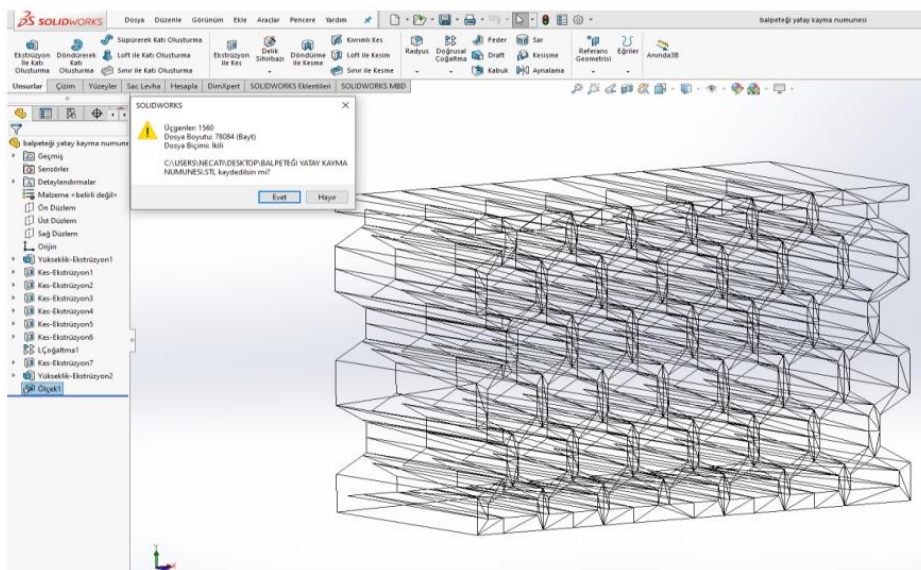 SOLIDWORKS
Dosya Düzenle Görünüm Ekle Araçlar Pencere Yardım
balpeteği yatay kayma numunesi
Ekstrüzyon ile Katı Oluşturma
Döndürerek Katı Oluşturma
Süpürerek Katı Oluşturma
Loft ile Katı Oluşturma
Sınır ile Katı Oluşturma
Ekstrüzyon ile Kes
Delik Sihirbazı
Döndürme ile Kesme
Kıvrımlı Kes
Loft ile Kesim
Sınır ile Kesme
Radyus
Doğrusal Çoğaltma
Feder
Draft
Kabuk
Sar
Kesişme
Aynalama
Referans Geometrisi
Eğriler
Anında3B
Unsurlar Çizim Yüzeyler Sac Levha Hesapla DimXpert SOLIDWORKS Eklentileri SOLIDWORKS MBD
SOLIDWORKS
Üçgenler: 1560
Dosya Boyutu: 78084 (Bayt)
Dosya Biçimi: İkili
C:\USERS\NECATI\DESKTOP\BALPETEĞİ YATAY KAYMA
NUMUNESİ.STL kaydedilsin mi?
Evet Hayır
balpeteği yatay kayma numune
Geçmiş
Sensörler
Detaylandırmalar
Malzeme <belirli değil>
Ön Düzlem
Üst Düzlem
Sağ Düzlem
Orijin
Yükseklik-Ekstrüzyon1
Kes-Ekstrüzyon1
Kes-Ekstrüzyon2
Kes-Ekstrüzyon3
Kes-Ekstrüzyon4
Kes-Ekstrüzyon5
Kes-Ekstrüzyon6
LÇoğaltma1
Kes-Ekstrüzyon7
Yükseklik-Ekstrüzyon2
Ölçek1